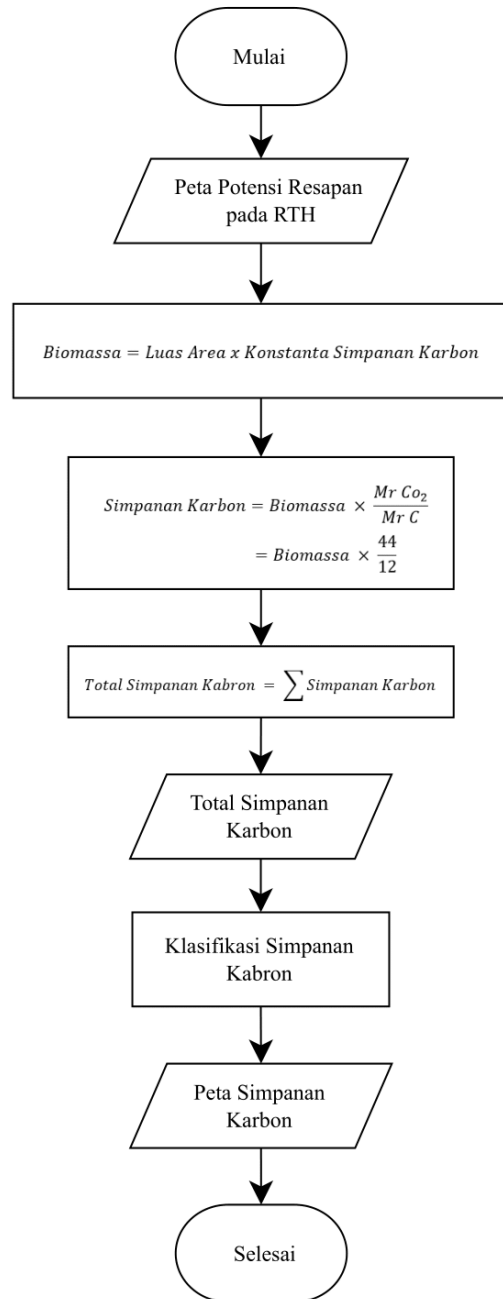 Mulai
Peta Potensi Resapan
pada RTH
Biomassa = Luas Area x Konstanta Simpanan Karbon
Simpanan Karbon = Biomassa × Mr Co₂ / Mr C
= Biomassa × 44 / 12
Total Simpanan Kabron = ∑ Simpanan Karbon
Total Simpanan
Karbon
Klasifikasi Simpanan
Kabron
Peta Simpanan
Karbon
Selesai